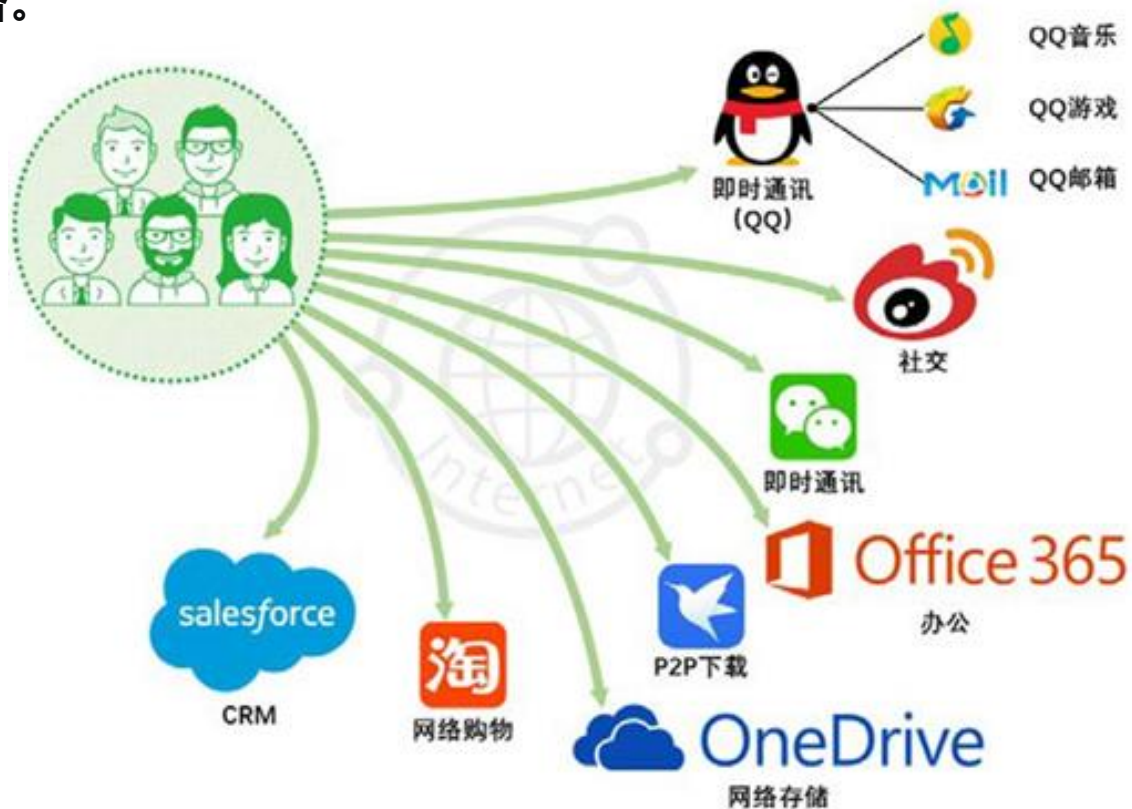 QQ音乐
QQ游戏
Mail QQ邮箱
即时通讯
(QQ)
社交
即时通讯
Internet
Office 365
办公
salesforce
CRM
淘
网络购物
P2P下载
OneDrive
网络存储